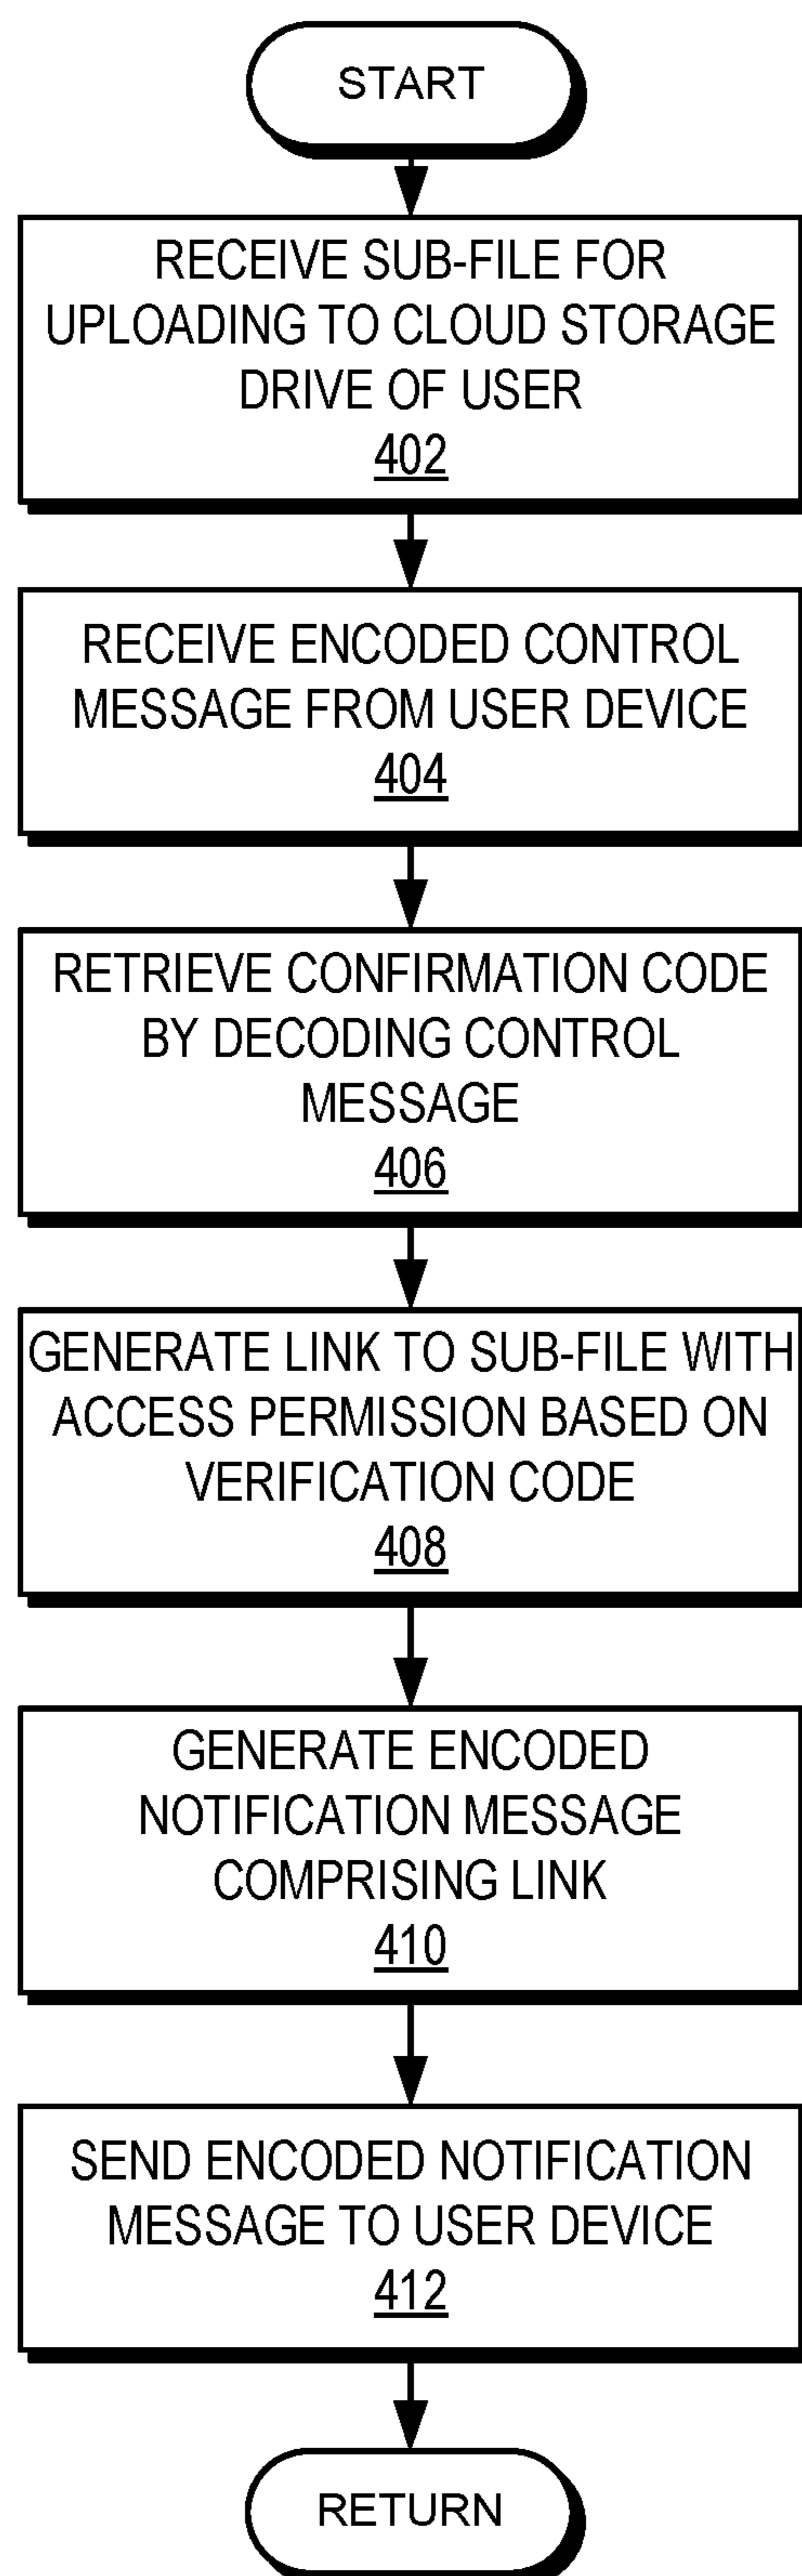 START
RECEIVE SUB-FILE FOR
UPLOADING TO CLOUD STORAGE
DRIVE OF USER
402
RECEIVE ENCODED CONTROL
MESSAGE FROM USER DEVICE
404
RETRIEVE CONFIRMATION CODE
BY DECODING CONTROL
MESSAGE
406
GENERATE LINK TO SUB-FILE WITH
ACCESS PERMISSION BASED ON
VERIFICATION CODE
408
GENERATE ENCODED
NOTIFICATION MESSAGE
COMPRISING LINK
410
SEND ENCODED NOTIFICATION
MESSAGE TO USER DEVICE
412
RETURN